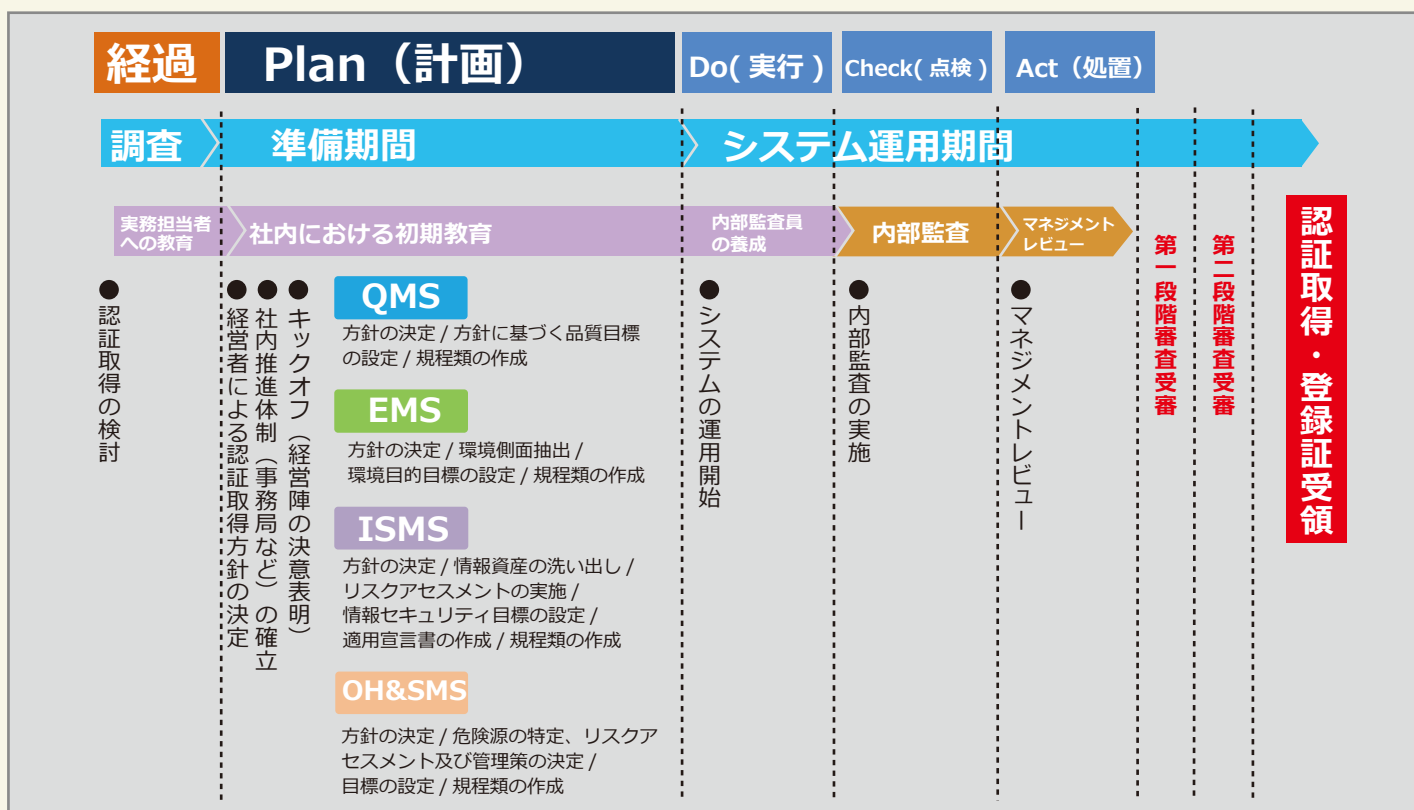 経過
Plan（計画）
Do( 実行 )
Check( 点検 )
Act（処置）
調査
準備期間
システム運用期間
実務担当者
への教育
社内における初期教育
内部監査員
の養成
内部監査
マネジメント
レビュー
●認証取得の検討
●経営者による認証取得方針の決定
●社内推進体制（事務局など）の確立
●キックオフ（経営陣の決意表明）
QMS
方針の決定 / 方針に基づく品質目標
の設定 / 規程類の作成
EMS
方針の決定 / 環境側面抽出 /
環境目的目標の設定 / 規程類の作成
ISMS
方針の決定 / 情報資産の洗い出し /
リスクアセスメントの実施 /
情報セキュリティ目標の設定 /
適用宣言書の作成 / 規程類の作成
OH&SMS
方針の決定 / 危険源の特定、リスクア
セスメント及び管理策の決定 /
目標の設定 / 規程類の作成
●システムの運用開始
●内部監査の実施
●マネジメントレビュー
第一段階審査受審
第二段階審査受審
認証取得・登録証受領